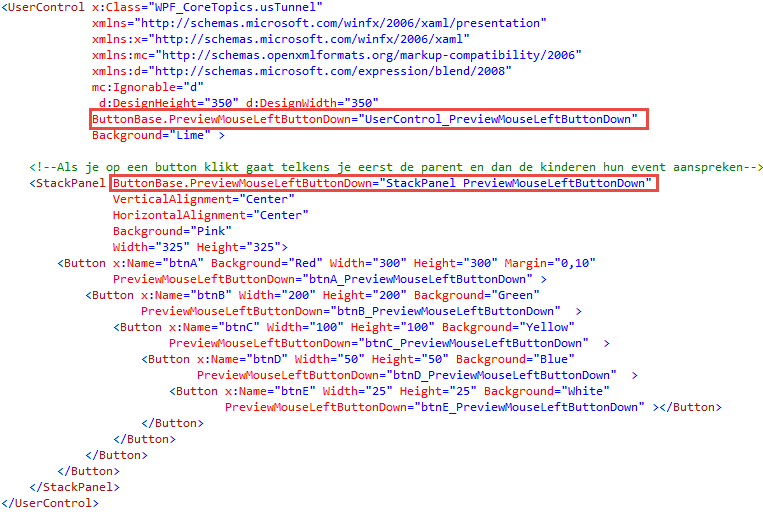 <UserControl x:Class="WPF_CoreTopics.usTunnel"
xmlns="http://schemas.microsoft.com/winfx/2006/xaml/presentation"
xmlns:x="http://schemas.microsoft.com/winfx/2006/xaml"
xmlns:mc="http://schemas.openxmlformats.org/markup-compatibility/2006"
xmlns:d="http://schemas.microsoft.com/expression/blend/2008"
mc:Ignorable="d"
d:DesignHeight="350" d:DesignWidth="350"
ButtonBase.PreviewMouseLeftButtonDown="UserControl_PreviewMouseLeftButtonDown"
Background="Lime" >
<!--Als je op een button klikt gaat telkens je eerst de parent en dan de kinderen hun event aanspreken-->
<StackPanel ButtonBase.PreviewMouseLeftButtonDown="StackPanel PreviewMouseLeftButtonDown"
VerticalAlignment="Center"
HorizontalAlignment="Center"
Background="Pink"
Width="325" Height="325">
<Button x:Name="btnA" Background="Red" Width="300" Height="300" Margin="0,10"
PreviewMouseLeftButtonDown="btnA_PreviewMouseLeftButtonDown" >
<Button x:Name="btnB" Width="200" Height="200" Background="Green"
PreviewMouseLeftButtonDown="btnB_PreviewMouseLeftButtonDown" >
<Button x:Name="btnC" Width="100" Height="100" Background="Yellow"
PreviewMouseLeftButtonDown="btnC_PreviewMouseLeftButtonDown" >
<Button x:Name="btnD" Width="50" Height="50" Background="Blue"
PreviewMouseLeftButtonDown="btnD_PreviewMouseLeftButtonDown" >
<Button x:Name="btnE" Width="25" Height="25" Background="White"
PreviewMouseLeftButtonDown="btnE_PreviewMouseLeftButtonDown" ></Button>
</Button>
</Button>
</Button>
</Button>
</StackPanel>
</UserControl>